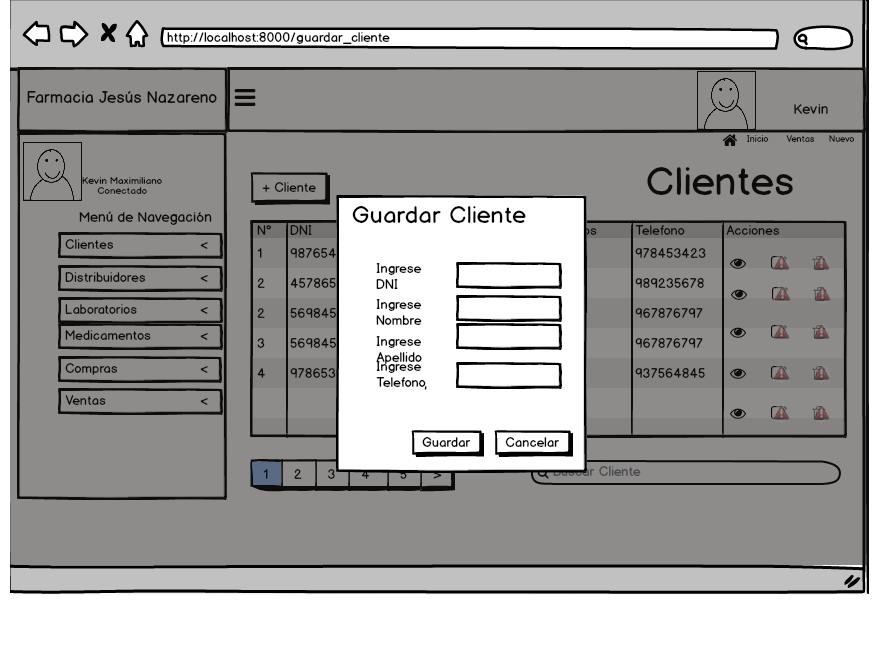 http://localhost:8000/guardar_cliente
Farmacia Jesús Nazareno
Kevin
Inicio Ventas Nuevo
Kevin Maximiliano
Conectado
Menú de Navegación
Clientes <
Distribuidores <
Laboratorios <
Medicamentos <
Compras <
Ventas <
+ Cliente
Clientes
N° DNI os Telefono Acciones
1 987654 978453423
2 457865 989235678
2 569845 967876797
3 569845 967876797
4 978653 937564845
Guardar Cliente
Ingrese
DNI
Ingrese
Nombre
Ingrese
Apellido
Ingrese
Telefono,
Guardar Cancelar
1 2 3 4 5 >
Buscar Cliente